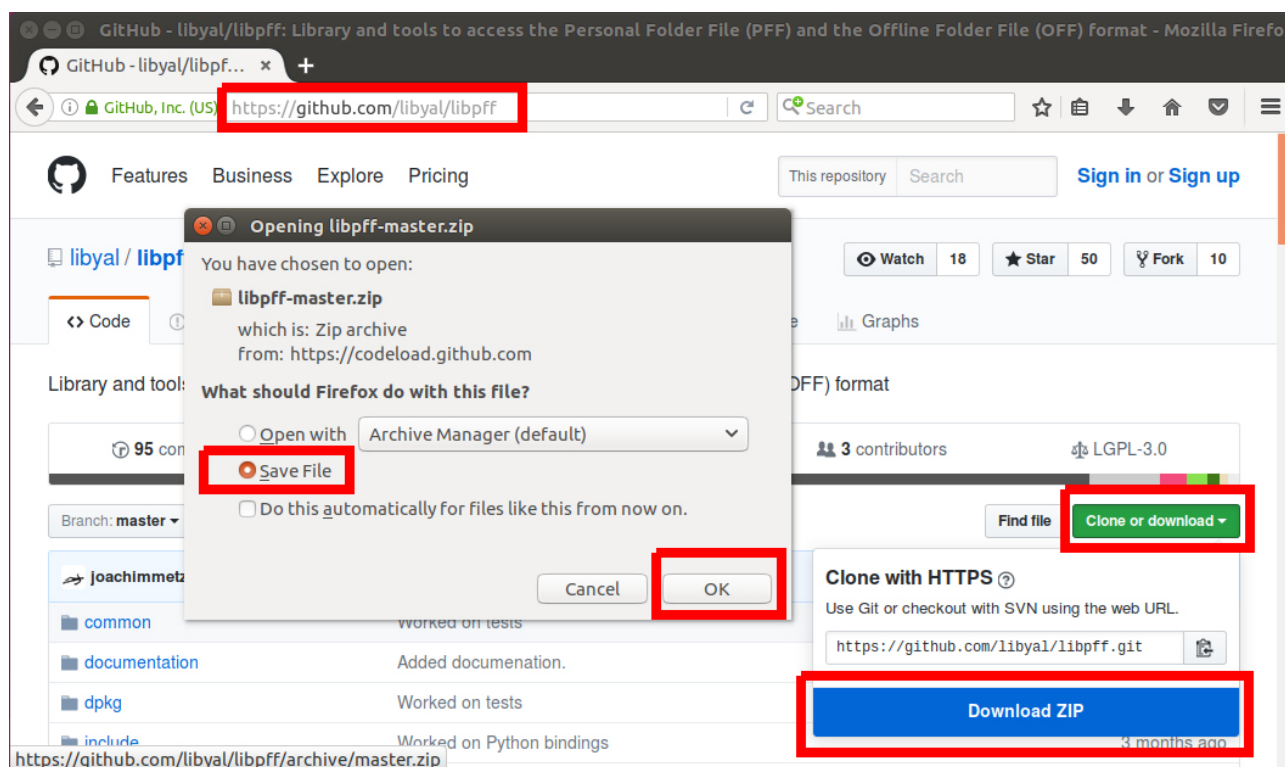 GitHub - libyal/libpff: Library and tools to access the Personal Folder File (PFF) and the Offline Folder File (OFF) format - Mozilla Firefo
GitHub - libyal/libpf...
GitHub, Inc. (US) https://github.com/libyal/libpff Search
Features Business Explore Pricing This repository Search Sign in or Sign up
Opening libpff-master.zip
libyal / libpf You have chosen to open: Watch 18 Star 50 Fork 10
libpff-master.zip
Code which is: Zip archive Graphs
from: https://codeload.github.com
Library and tools What should Firefox do with this file? OFF) format
Open with Archive Manager (default)
95 com 3 contributors LGPL-3.0
Save File
Do this automatically for files like this from now on.
Branch: master Find file Clone or download
joachimmetz Cancel OK Clone with HTTPS
Use Git or checkout with SVN using the web URL.
common Worked on tests
https://github.com/libyal/libpff.git
documentation Added documenation.
dpkg Worked on tests Download ZIP
include Worked on Python bindings 3 months ago
https://github.com/libyal/libpff/archive/master.zip